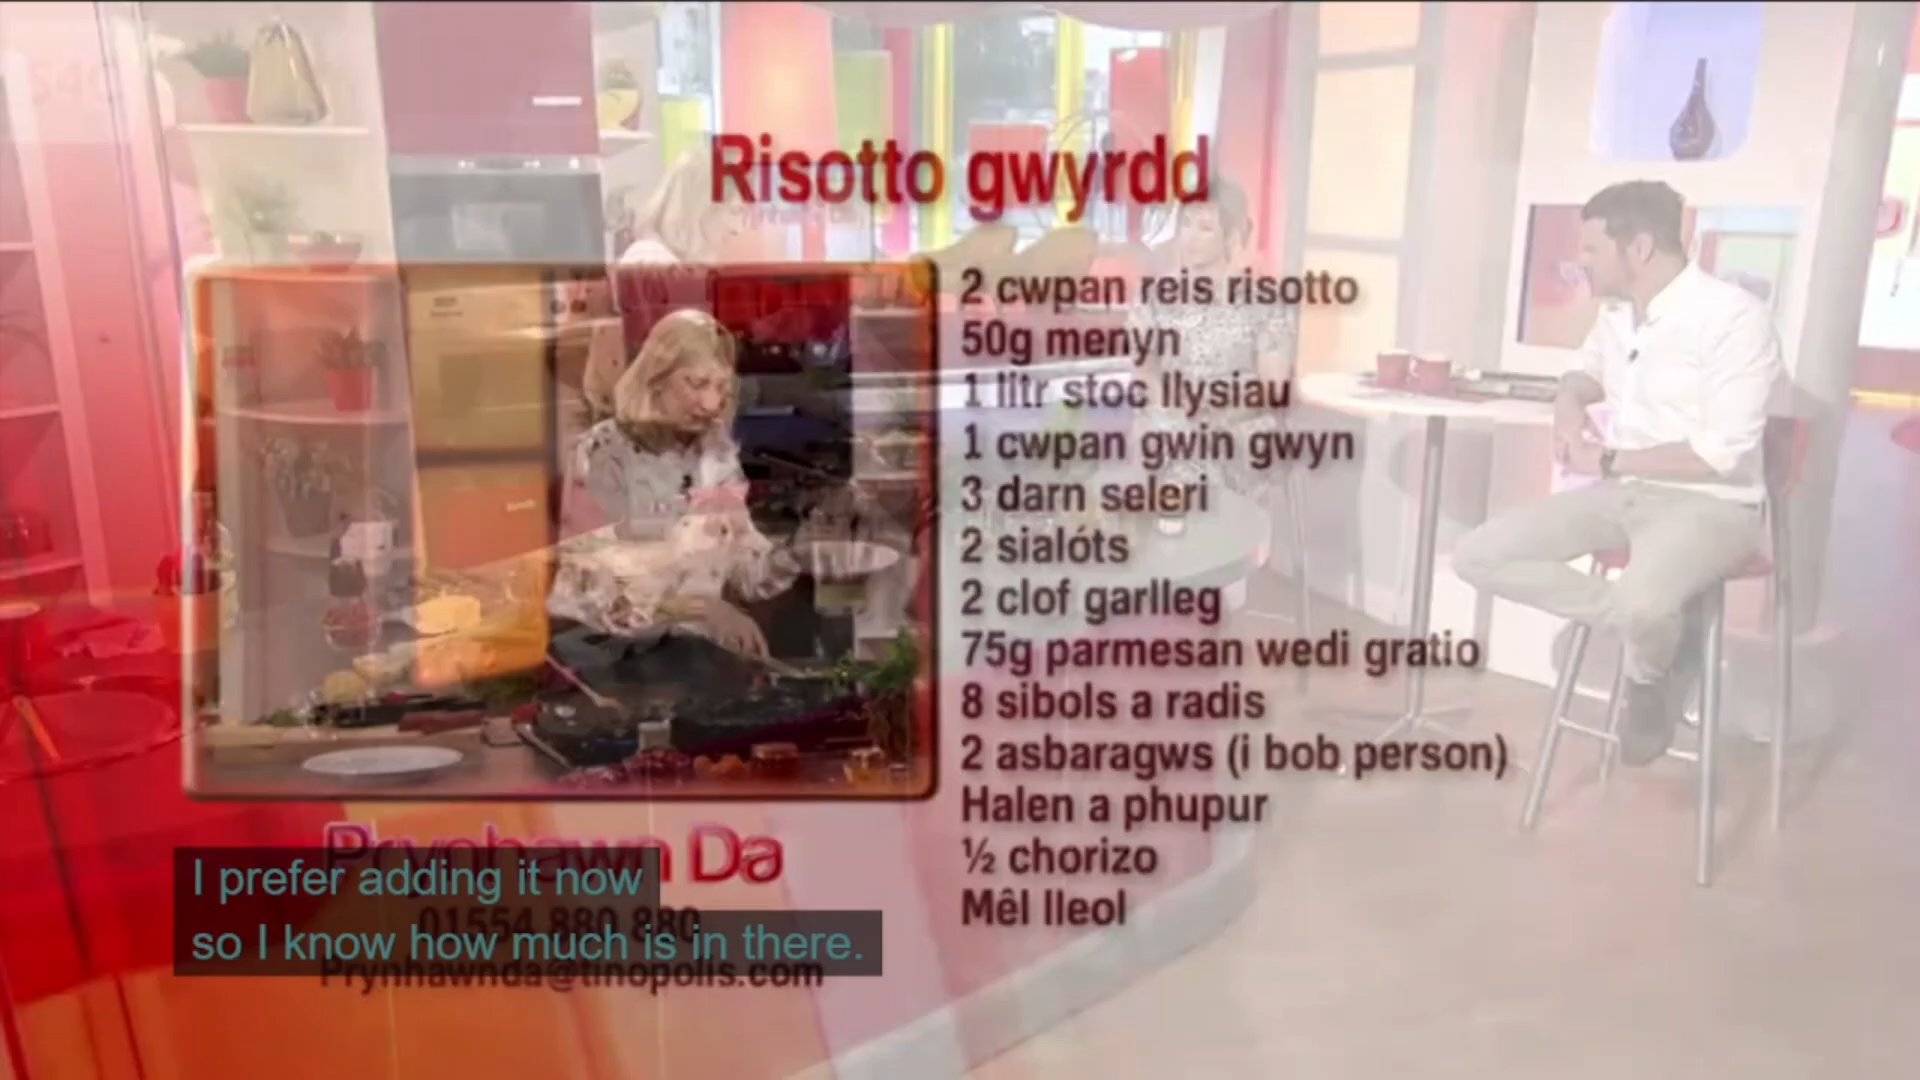 Risotto gwyrdd
2 cwpan reis risotto
50g menyn
1 litr stoc llysiau
1 cwpan gwin gwyn
3 darn seleri
2 sialóts
2 clof garlleg
75g parmesan wedi gratio
8 sibols a radis
2 asbaragws (i bob person)
Halen a phupur
½ chorizo
Mêl lleol
Prynhawn Da
01554 880 880
Prynhawnda@tinopolis.com
I prefer adding it now
so I know how much is in there.